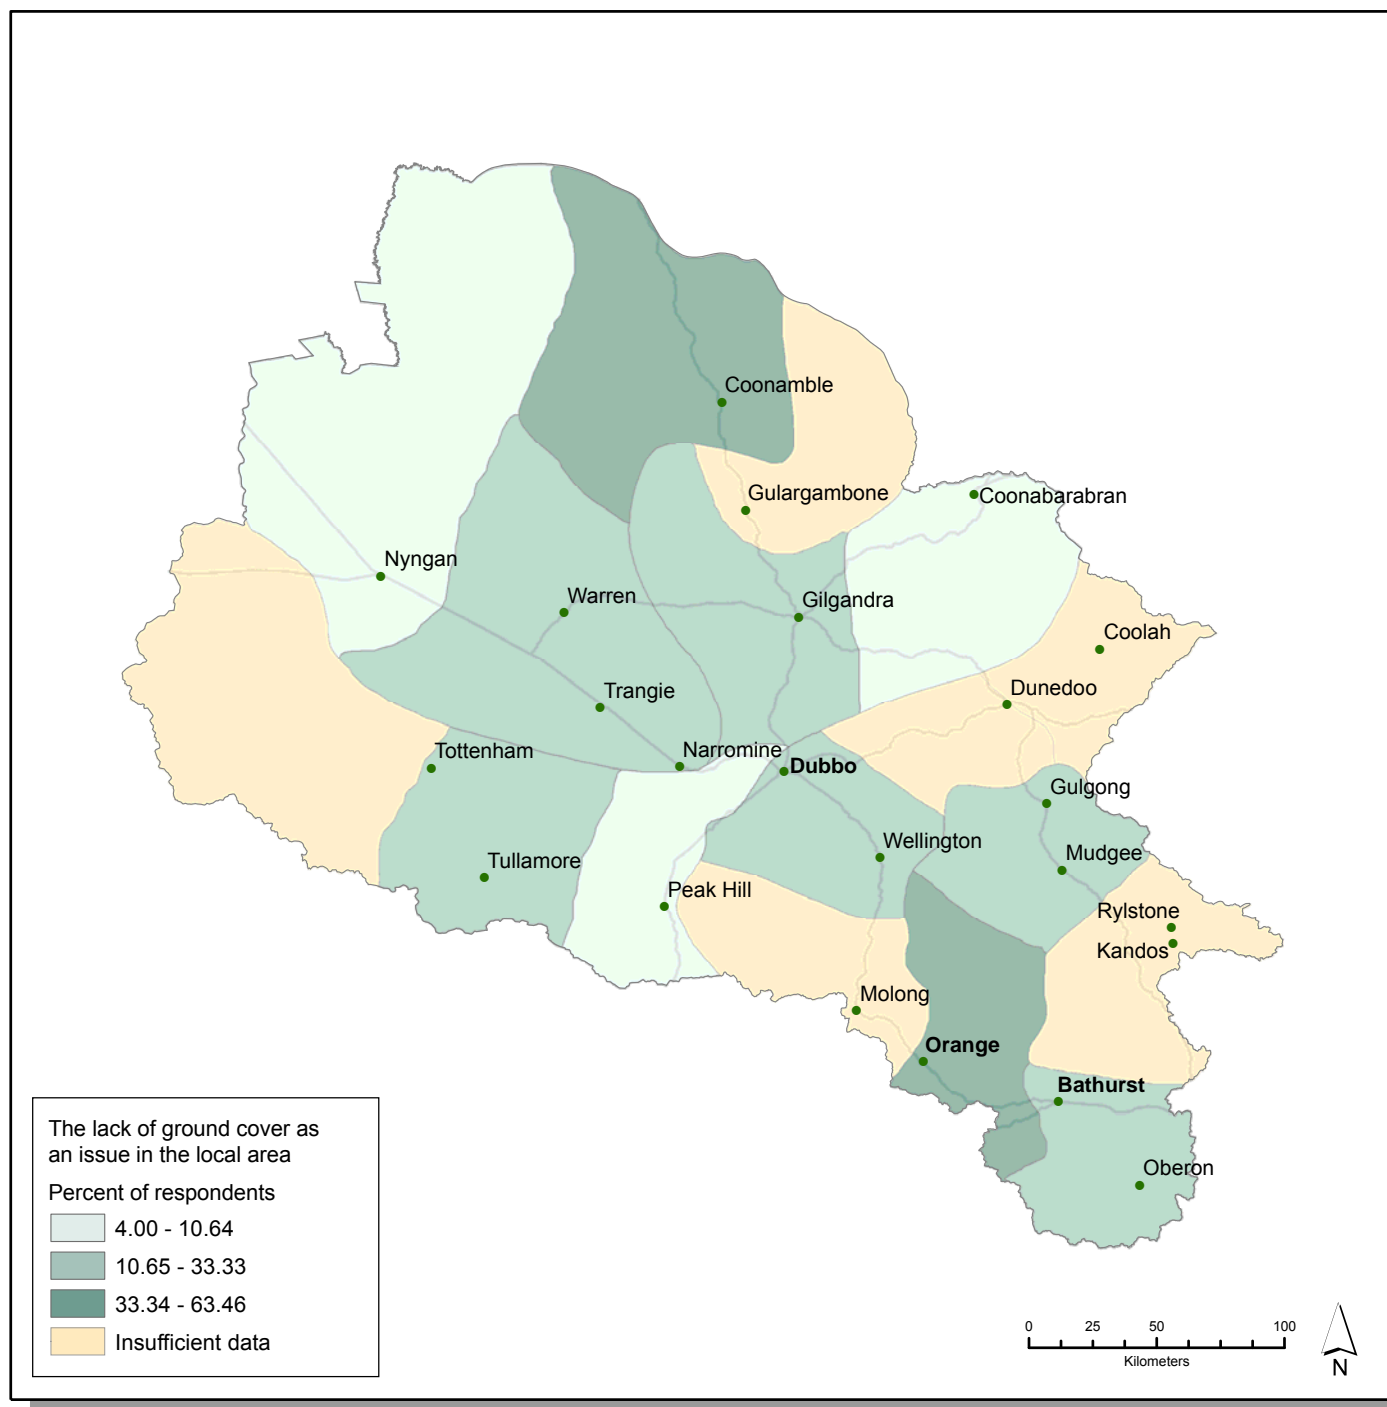 Coonamble
Gulargambone
Coonabarabran
Nyngan
Warren
Gilgandra
Coolah
Trangie
Dunedoo
Tottenham
Narromine
Dubbo
Gulgong
Wellington
Mudgee
Tullamore
Peak Hill
Rylstone
Kandos
Molong
Orange
Bathurst
Oberon
The lack of ground cover as
an issue in the local area
Percent of respondents
4.00 - 10.64
10.65 - 33.33
33.34 - 63.46
Insufficient data
0 25 50 100
Kilometers
N